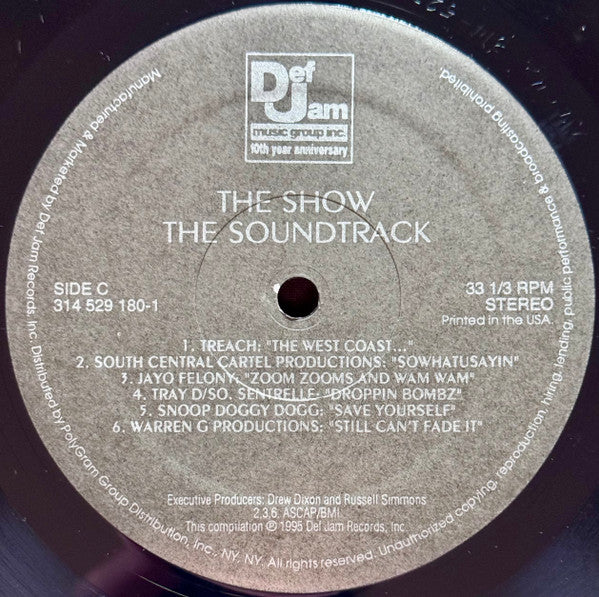 Def
Jam
music group inc.
10th year anniversary
THE SHOW
THE SOUNDTRACK
SIDE C
314 529 180-1
33 1/3 RPM
STEREO
Printed in the USA.
1. TREACH: "THE WEST COAST..."
2. SOUTH CENTRAL CARTEL PRODUCTIONS: "SOWHATUSAYIN"
3. JAYO FELONY: "ZOOM ZOOMS AND WAM WAM"
4. TRAY D/SO. SENTRELLE: "DROPPIN BOMBZ"
5. SNOOP DOGGY DOGG: "SAVE YOURSELF"
6. WARREN G PRODUCTIONS: "STILL CAN'T FADE IT"
Executive Producers: Drew Dixon and Russell Simmons
2,3,6, ASCAP/BMI
This compilation ℗ 1995 Def Jam Records, Inc
Manufactured & Marketed by Def Jam Records, Inc. Distributed by PolyGram Group Distribution, Inc., NY. NY. All rights reserved. Unauthorized copying, reproduction, hiring, lending, public performance & broadcasting prohibited.